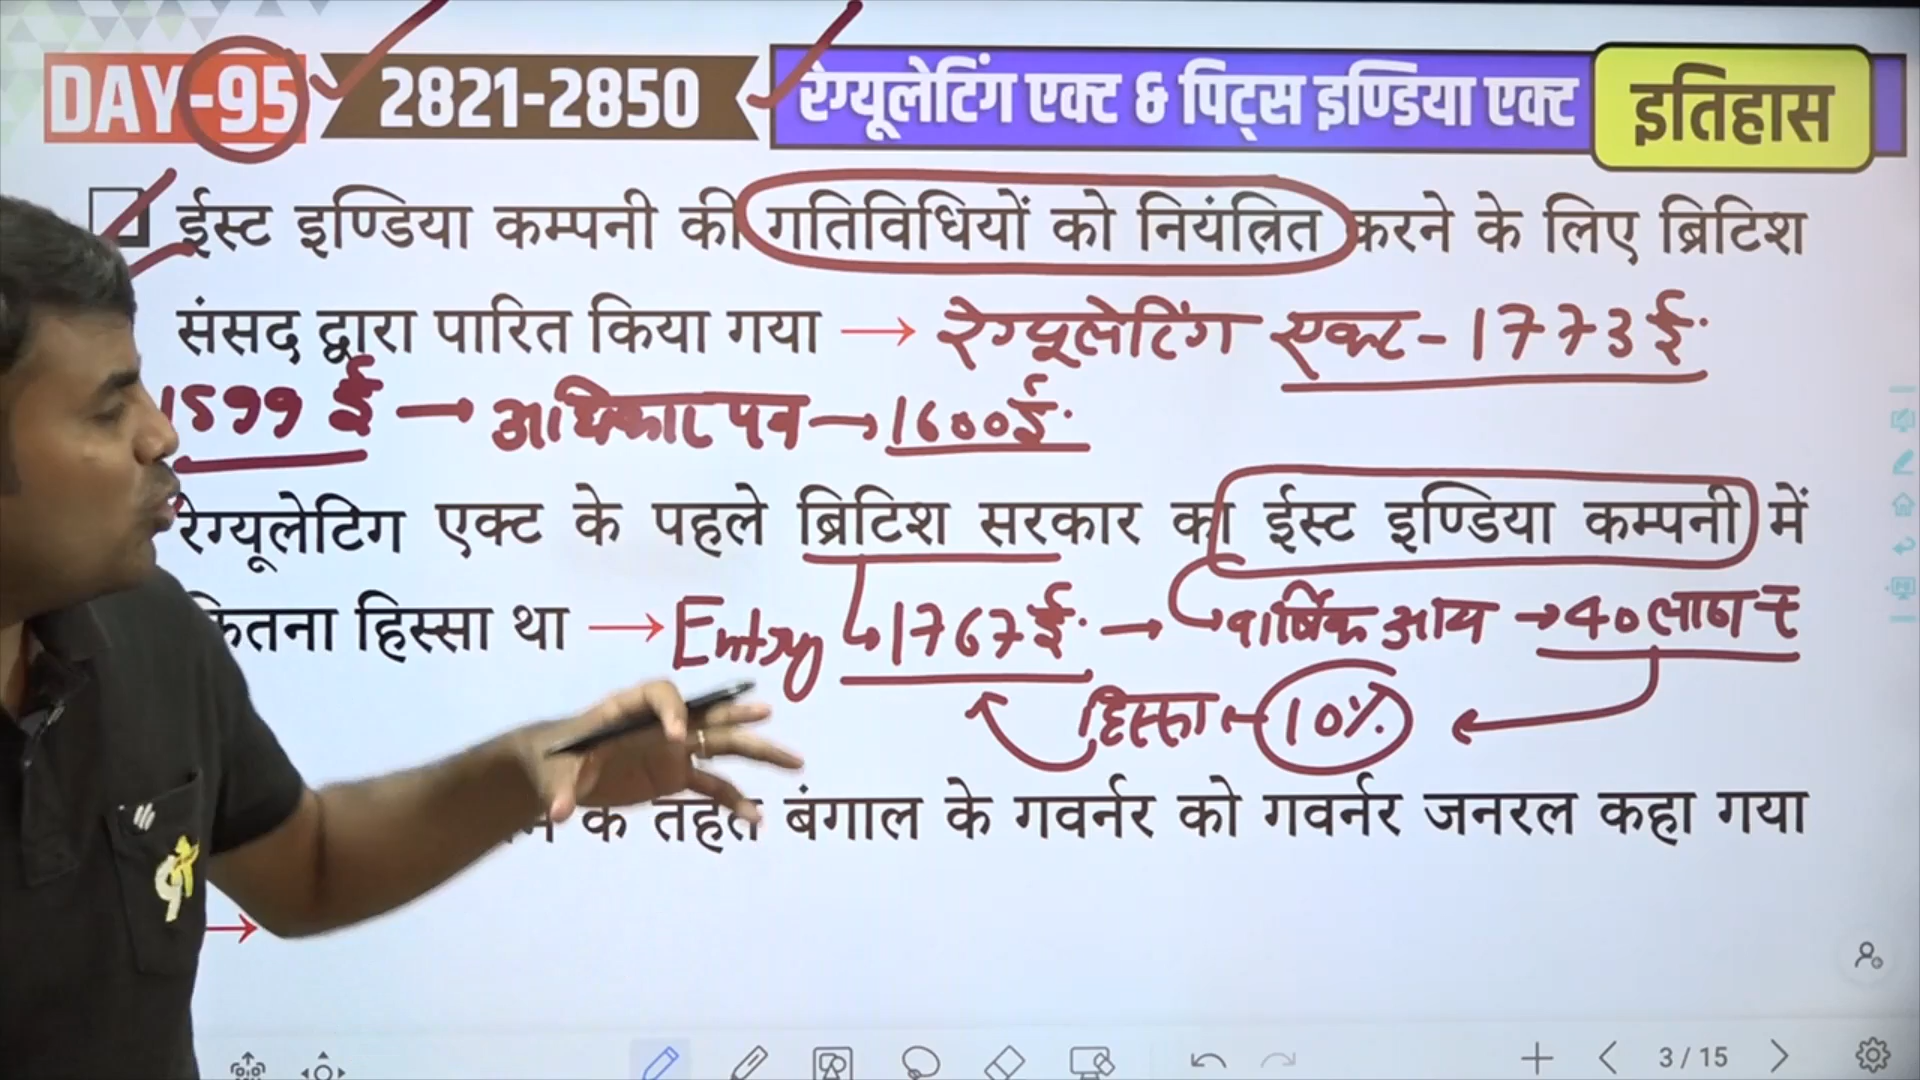 DAY-95 2821-2850 रेग्यूलेटिंग एक्ट & पिट्स इण्डिया एक्ट इतिहास
ईस्ट इण्डिया कम्पनी की गतिविधियों को नियंत्रित करने के लिए ब्रिटिश
संसद द्वारा पारित किया गया → रेग्यूलेटिंग एक्ट - 1773 ई.
1599 ई → अधिकार पत्र → 1600 ई.
रेग्यूलेटिग एक्ट के पहले ब्रिटिश सरकार का ईस्ट इण्डिया कम्पनी में
कितना हिस्सा था → Entry 1767 ई. → वार्षिक आय → 40 लाख ₹
हिस्सा - 10%
के तहत बंगाल के गवर्नर को गवर्नर जनरल कहा गया
→
3 / 15